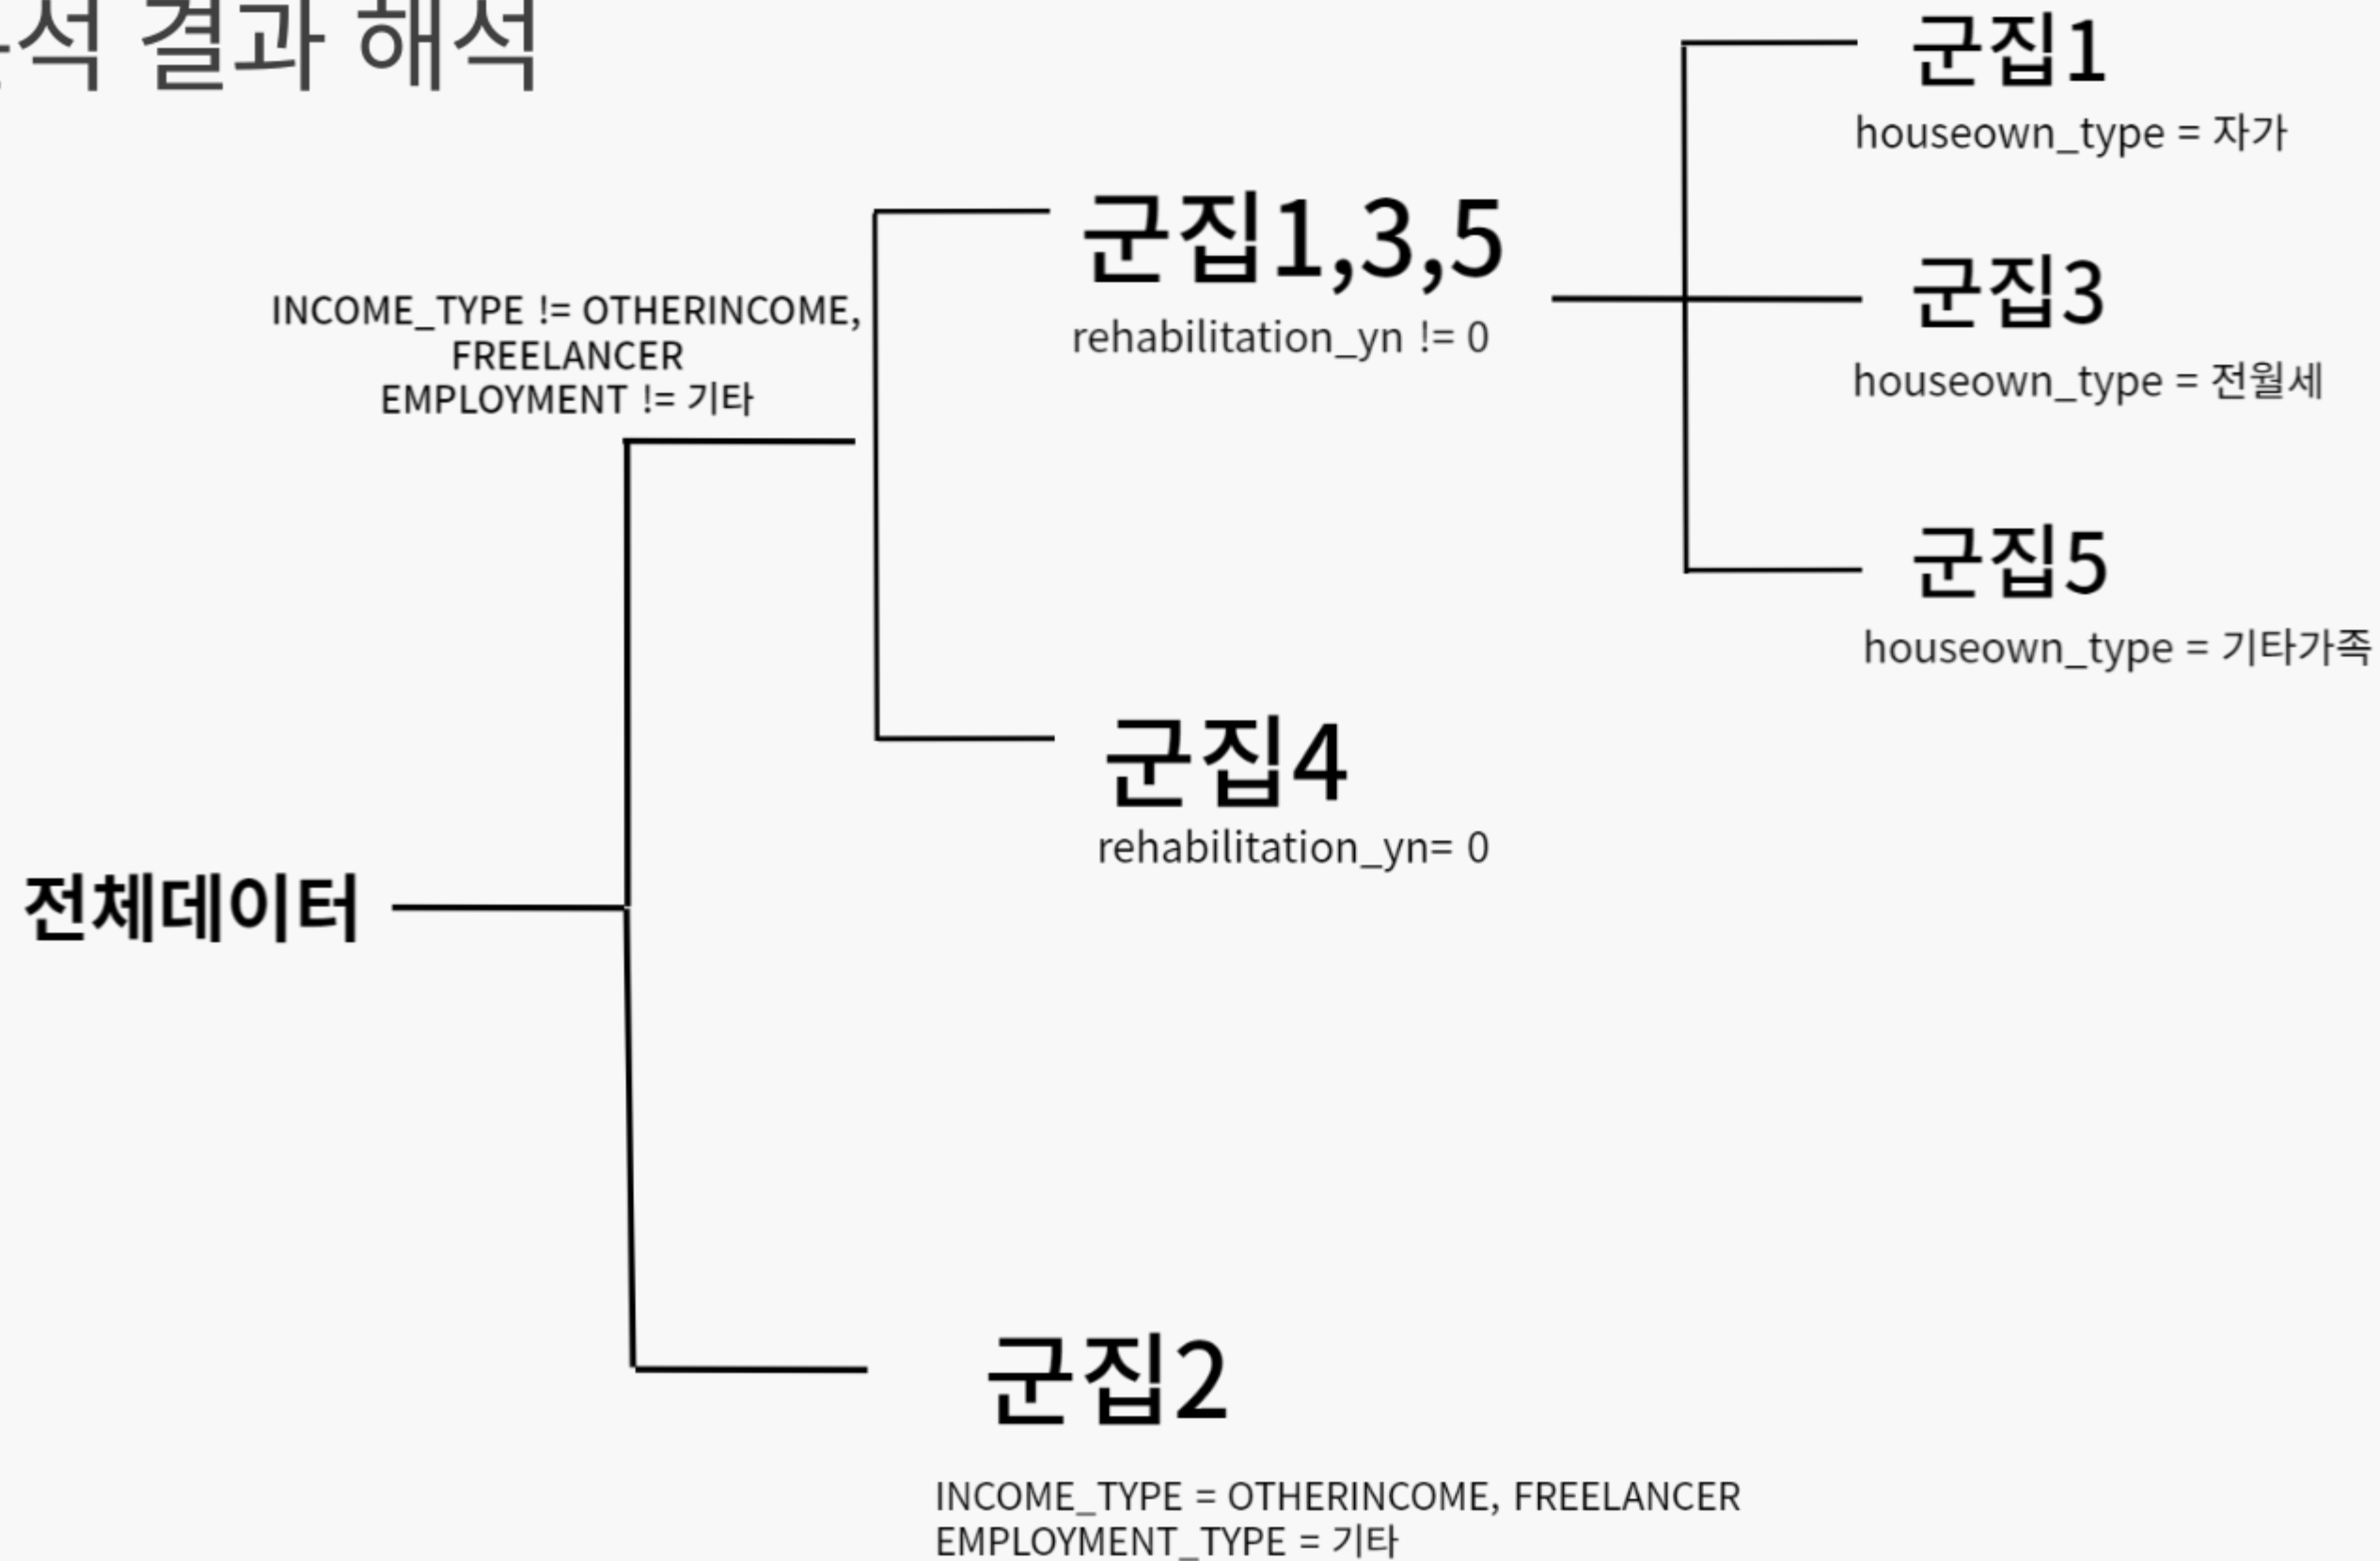 결과 해석
군집1
houseown_type = 자가
군집1,3,5
rehabilitation_yn != 0
INCOME_TYPE != OTHERINCOME,
FREELANCER
EMPLOYMENT != 기타
군집3
houseown_type = 전월세
군집5
houseown_type = 기타가족
군집4
rehabilitation_yn= 0
전체데이터
군집2
INCOME_TYPE = OTHERINCOME, FREELANCER
EMPLOYMENT_TYPE = 기타